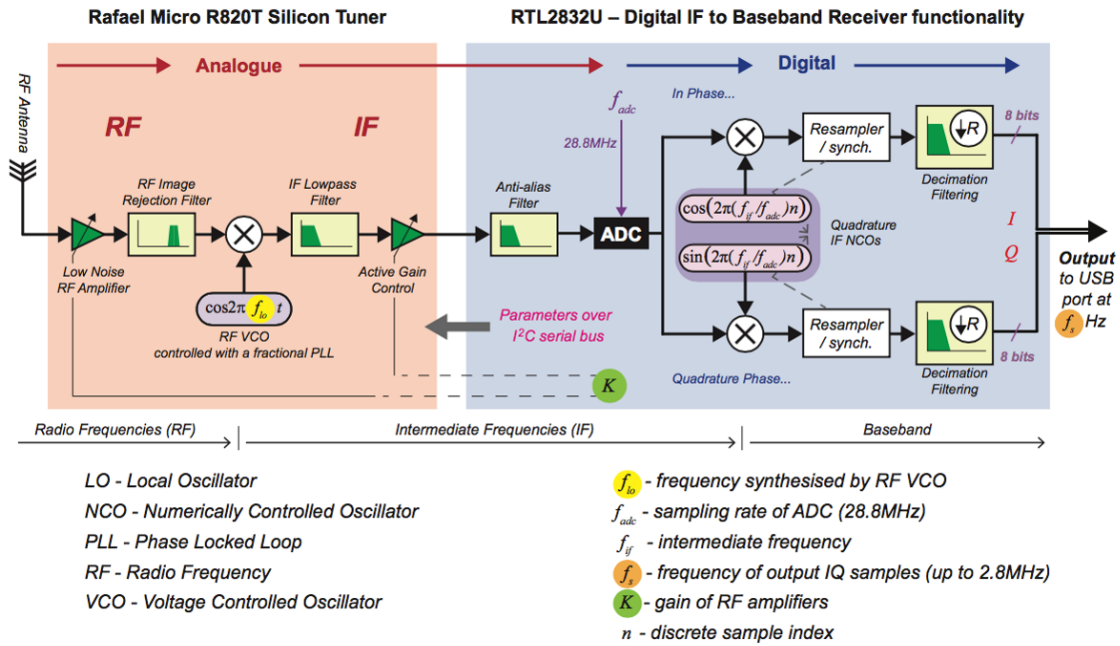 Rafael Micro R820T Silicon Tuner
RTL2832U – Digital IF to Baseband Receiver functionality
Analogue
Digital
RF Antenna
RF
IF
f_adc
28.8MHz
In Phase...
RF Image
Rejection Filter
IF Lowpass
Filter
Anti-alias
Filter
Resampler
/ synch.
R
8 bits
Decimation
Filtering
ADC
cos(2π(f_if/f_adc)n)
Quadrature
IF NCOs
sin(2π(f_if/f_adc)n)
I
Q
Low Noise
RF Amplifier
Active Gain
Control
cos2π f_lo t
RF VCO
controlled with a fractional PLL
Parameters over
I²C serial bus
K
Quadrature Phase...
Resampler
/ synch.
R
8 bits
Decimation
Filtering
Output
to USB
port at
f_s Hz
Radio Frequencies (RF)
Intermediate Frequencies (IF)
Baseband
LO - Local Oscillator
NCO - Numerically Controlled Oscillator
PLL - Phase Locked Loop
RF - Radio Frequency
VCO - Voltage Controlled Oscillator
f_lo - frequency synthesised by RF VCO
f_adc - sampling rate of ADC (28.8MHz)
f_if - intermediate frequency
f_s - frequency of output IQ samples (up to 2.8MHz)
K - gain of RF amplifiers
n - discrete sample index